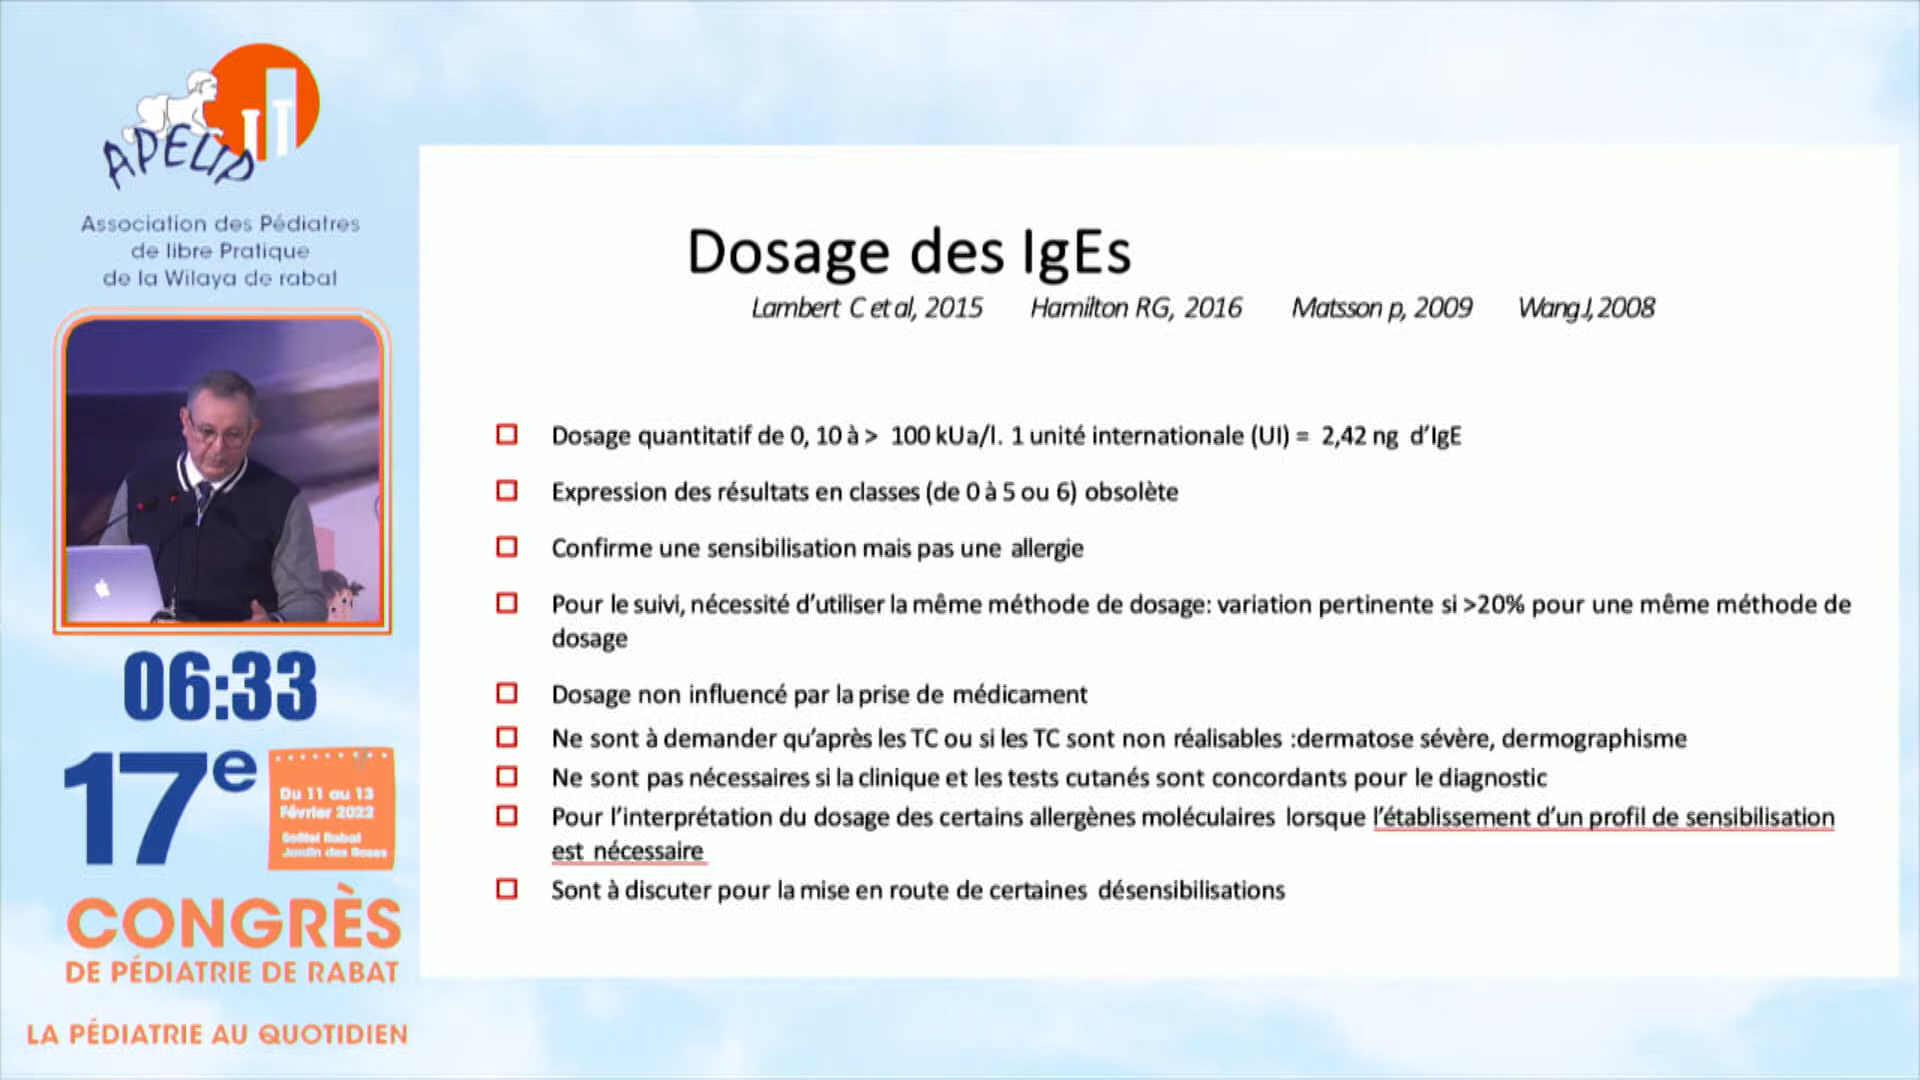 APELIP
Association des Pédiatres
de libre Pratique
de la Wilaya de rabat
06:33
17e
Du 11 au 13
Février 2022
Sofitel Rabat
Jardin des Roses
CONGRÈS
DE PÉDIATRIE DE RABAT
LA PÉDIATRIE AU QUOTIDIEN
Dosage des IgEs
Lambert C et al, 2015 Hamilton RG, 2016 Matsson p, 2009 Wang J, 2008
Dosage quantitatif de 0, 10 à > 100 kUa/l. 1 unité internationale (UI) = 2,42 ng d'IgE
Expression des résultats en classes (de 0 à 5 ou 6) obsolète
Confirme une sensibilisation mais pas une allergie
Pour le suivi, nécessité d'utiliser la même méthode de dosage: variation pertinente si >20% pour une même méthode de
dosage
Dosage non influencé par la prise de médicament
Ne sont à demander qu'après les TC ou si les TC sont non réalisables :dermatose sévère, dermographisme
Ne sont pas nécessaires si la clinique et les tests cutanés sont concordants pour le diagnostic
Pour l'interprétation du dosage des certains allergènes moléculaires lorsque l'établissement d'un profil de sensibilisation
est nécessaire
Sont à discuter pour la mise en route de certaines désensibilisations